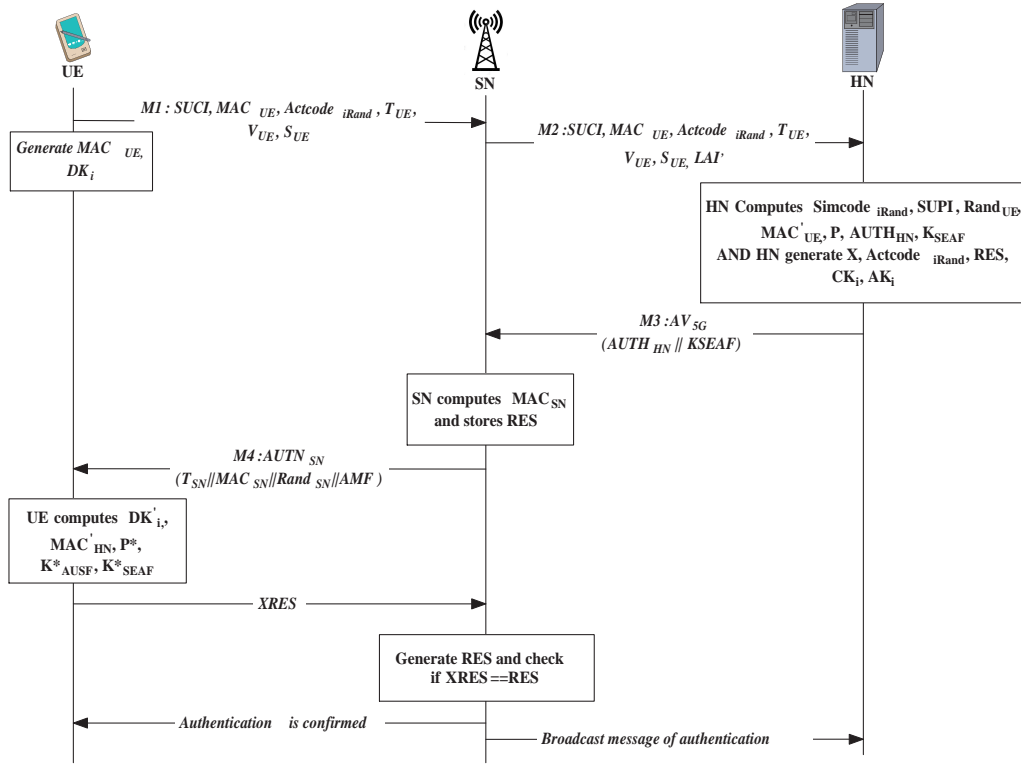 UE
SN
HN
M1 : SUCI, MAC UE, Actcode iRand , T UE,
V UE, S UE
Generate MAC UE,
DK i
M2 :SUCI, MAC UE, Actcode iRand , T UE,
V UE, S UE, LAI'
HN Computes Simcode iRand, SUPI, Rand UE,
MAC' UE, P, AUTH HN, K SEAF
AND HN generate X, Actcode iRand, RES,
CK i, AK i
M3 :AV 5G
(AUTH HN || KSEAF)
SN computes MAC SN
and stores RES
M4 :AUTN SN
(T SN||MAC SN||Rand SN||AMF )
UE computes DK' i,,
MAC' HN, P*,
K* AUSF, K* SEAF
XRES
Generate RES and check
if XRES ==RES
Authentication is confirmed
Broadcast message of authentication